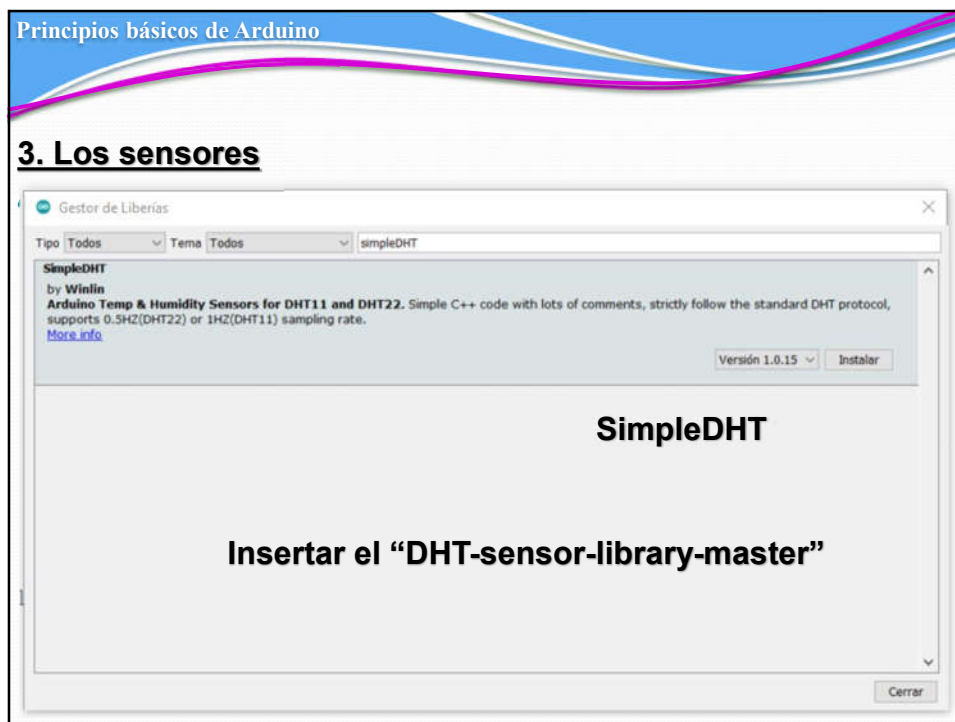 Principios básicos de Arduino
3. Los sensores
Gestor de Liberías
Tipo Todos Tema Todos simpleDHT
SimpleDHT
by Winlin
Arduino Temp & Humidity Sensors for DHT11 and DHT22. Simple C++ code with lots of comments, strictly follow the standard DHT protocol,
supports 0.5HZ(DHT22) or 1HZ(DHT11) sampling rate.
More info
Versión 1.0.15 Instalar
SimpleDHT
Insertar el “DHT-sensor-library-master”
Cerrar